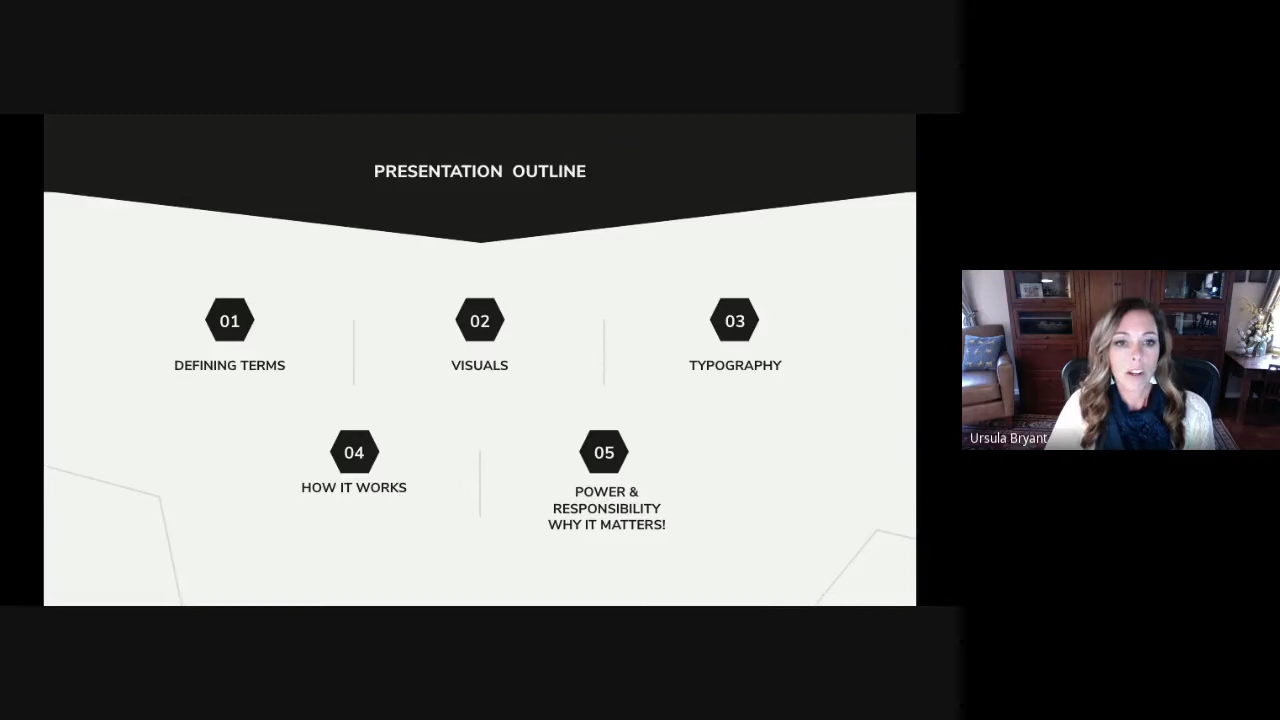 PRESENTATION OUTLINE
01
DEFINING TERMS
02
VISUALS
03
TYPOGRAPHY
04
HOW IT WORKS
05
POWER &
RESPONSIBILITY
WHY IT MATTERS!
Ursula Bryant